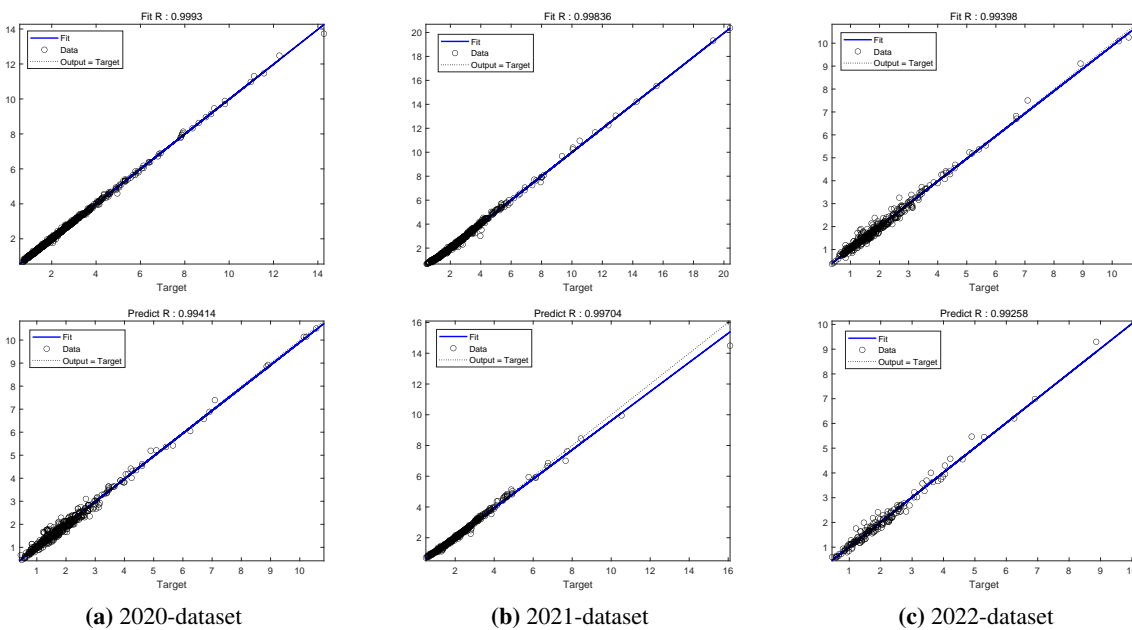 Fit R : 0.9993
14
12
10
8
6
4
2
Fit
Data
Output = Target
2 4 6 8 10 12 14
Target
Fit R : 0.99836
20
18
16
14
12
10
8
6
4
2
Fit
Data
Output = Target
2 4 6 8 10 12 14 16 18 20
Target
Fit R : 0.99398
10
9
8
7
6
5
4
3
2
1
Fit
Data
Output = Target
1 2 3 4 5 6 7 8 9 10
Target
Predict R : 0.99414
10
9
8
7
6
5
4
3
2
1
Fit
Data
Output = Target
1 2 3 4 5 6 7 8 9 10
Target
Predict R : 0.99704
16
14
12
10
8
6
4
2
Fit
Data
Output = Target
2 4 6 8 10 12 14 16
Target
Predict R : 0.99258
10
9
8
7
6
5
4
3
2
1
Fit
Data
Output = Target
1 2 3 4 5 6 7 8 9 10
Target
(a) 2020-dataset
(b) 2021-dataset
(c) 2022-dataset